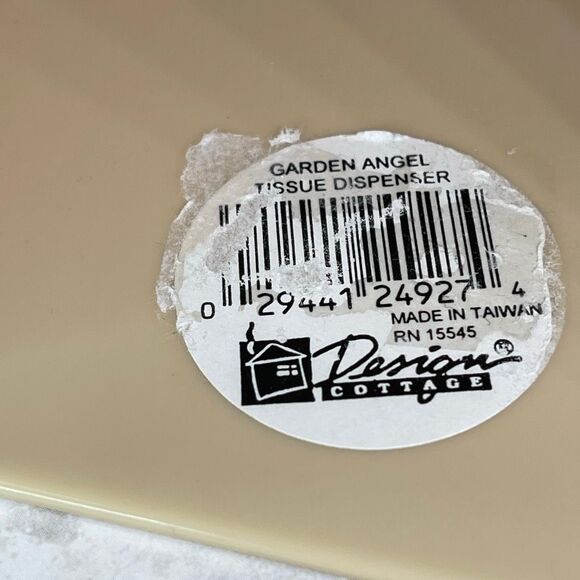 GARDEN ANGEL
TISSUE DISPENSER
0 29441 24927 4
MADE IN TAIWAN
RN 15545
Design
COTTAGE